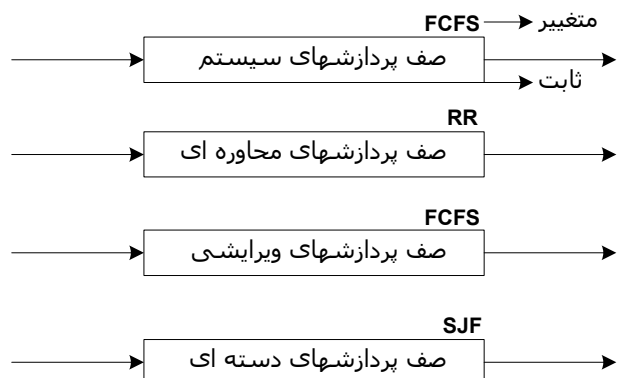 FCFS متغییر
صف پردازشهای سیستم
ثابت
RR
صف پردازشهای محاوره ای
FCFS
صف پردازشهای ویرایشی
SJF
صف پردازشهای دسته ای